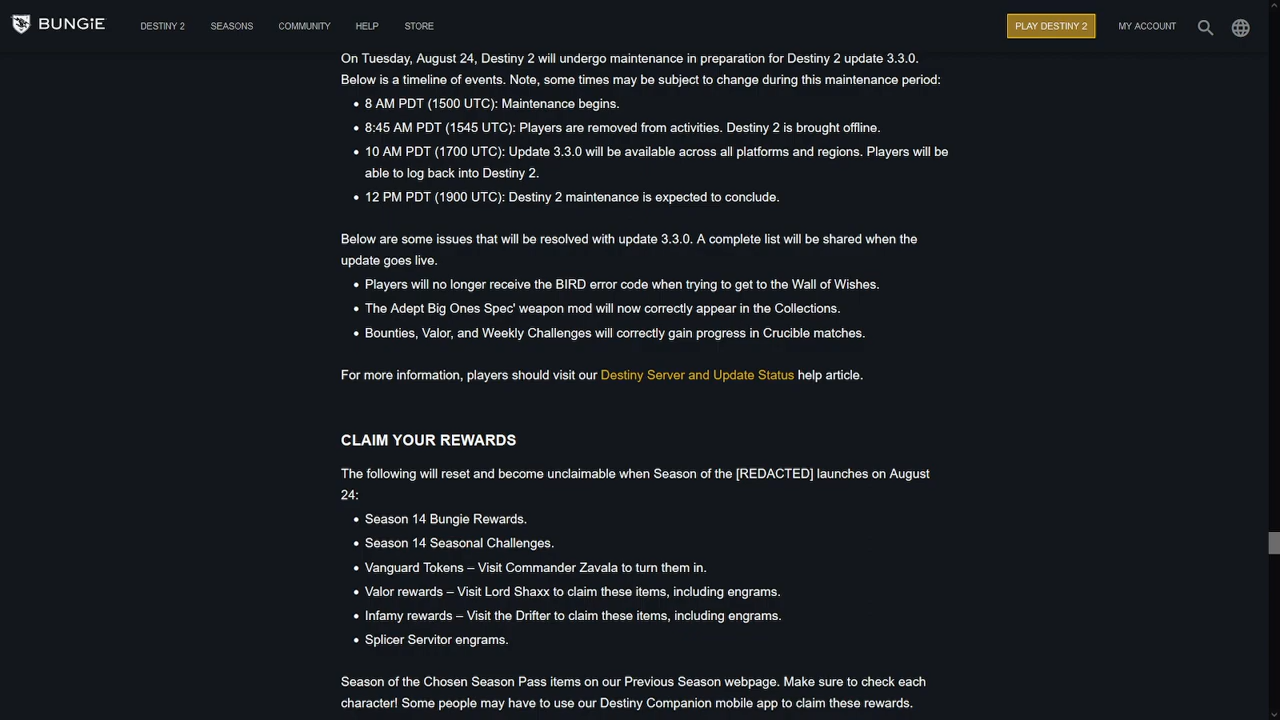 BUNGiE
DESTINY 2
SEASONS
COMMUNITY
HELP
STORE
PLAY DESTINY 2
MY ACCOUNT
On Tuesday, August 24, Destiny 2 will undergo maintenance in preparation for Destiny 2 update 3.3.0.
Below is a timeline of events. Note, some times may be subject to change during this maintenance period:
• 8 AM PDT (1500 UTC): Maintenance begins.
• 8:45 AM PDT (1545 UTC): Players are removed from activities. Destiny 2 is brought offline.
• 10 AM PDT (1700 UTC): Update 3.3.0 will be available across all platforms and regions. Players will be
able to log back into Destiny 2.
• 12 PM PDT (1900 UTC): Destiny 2 maintenance is expected to conclude.
Below are some issues that will be resolved with update 3.3.0. A complete list will be shared when the
update goes live.
• Players will no longer receive the BIRD error code when trying to get to the Wall of Wishes.
• The Adept Big Ones Spec' weapon mod will now correctly appear in the Collections.
• Bounties, Valor, and Weekly Challenges will correctly gain progress in Crucible matches.
For more information, players should visit our Destiny Server and Update Status help article.
CLAIM YOUR REWARDS
The following will reset and become unclaimable when Season of the [REDACTED] launches on August
24:
• Season 14 Bungie Rewards.
• Season 14 Seasonal Challenges.
• Vanguard Tokens – Visit Commander Zavala to turn them in.
• Valor rewards – Visit Lord Shaxx to claim these items, including engrams.
• Infamy rewards – Visit the Drifter to claim these items, including engrams.
• Splicer Servitor engrams.
Season of the Chosen Season Pass items on our Previous Season webpage. Make sure to check each
character! Some people may have to use our Destiny Companion mobile app to claim these rewards.